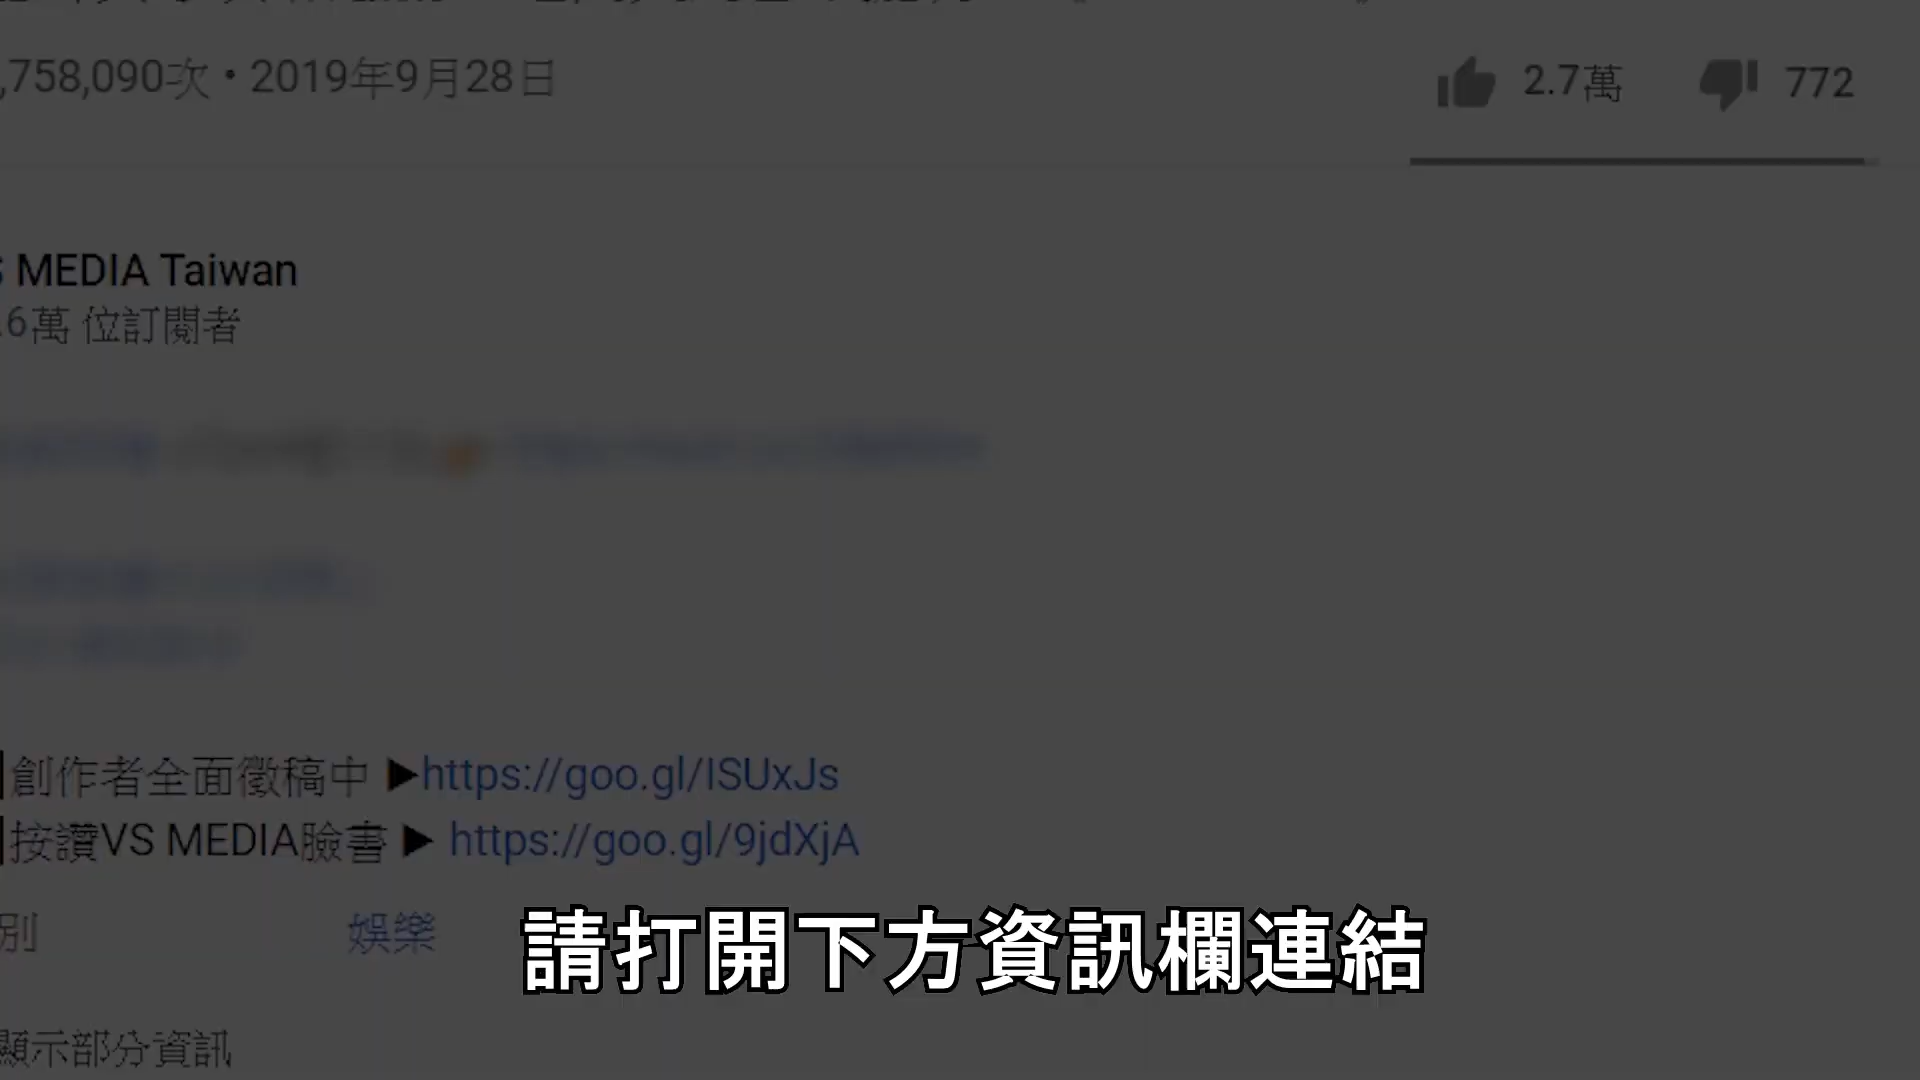 ,758,090次 • 2019年9月28日
2.7萬 772
MEDIA Taiwan
.6萬 位訂閱者
創作者全面徵稿中 ▶https://goo.gl/ISUxJs
按讚VS MEDIA臉書 ▶ https://goo.gl/9jdXjA
別 娛樂
請打開下方資訊欄連結
顯示部分資訊